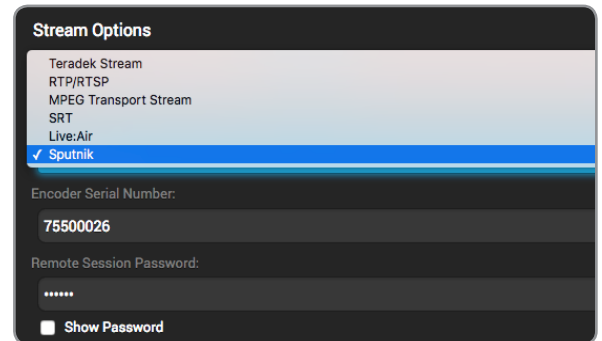 Stream Options
Teradek Stream
RTP/RTSP
MPEG Transport Stream
SRT
Live:Air
✓ Sputnik
Encoder Serial Number:
75500026
Remote Session Password:
••••••
Show Password